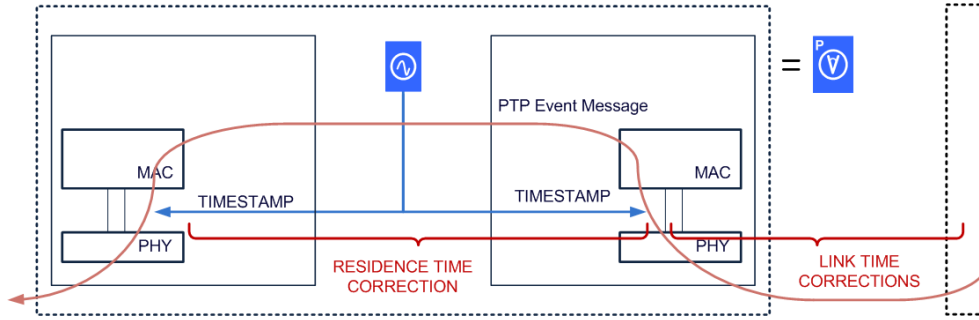 P
=
∀
PTP Event Message
MAC
MAC
TIMESTAMP
TIMESTAMP
PHY
PHY
RESIDENCE TIME
CORRECTION
LINK TIME
CORRECTIONS